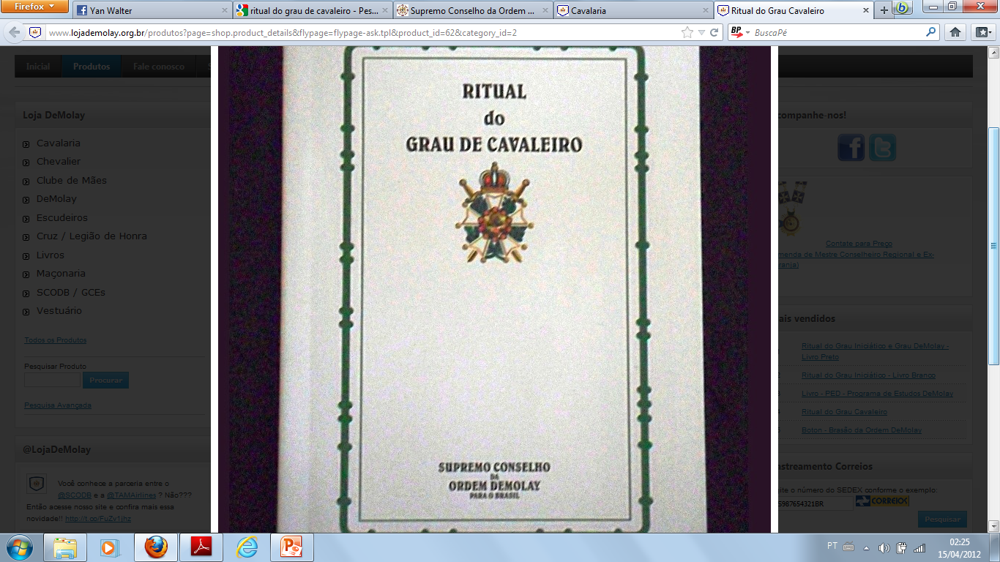 Firefox
Yan Walter
ritual do grau de cavaleiro - Pes...
Supremo Conselho da Ordem ...
Cavalaria
Ritual do Grau Cavaleiro
www.lojademolay.org.br/produtos?page=shop.product_details&flypage=flypage-ask.tpl&product_id=62&category_id=2
BP
BuscaPé
Inicial
Produtos
Fale conosco
Loja DeMolay
Cavalaria
Chevalier
Clube de Mães
DeMolay
Escudeiros
Cruz / Legião de Honra
Livros
Maçonaria
SCODB / GCEs
Vestuário
Todos os Produtos
Pesquisar Produto
Procurar
Pesquisa Avançada
@LojaDeMolay
Você conhece a parceria entre o
@SCODB e a @TAMAirlines ? Não???
Então acesse nosso site e confira mais essa
novidade!! http://t.co/FuZv1jhz
RITUAL
do
GRAU DE CAVALEIRO
SUPREMO CONSELHO
DA
ORDEM DEMOLAY
PARA O BRASIL
companhe-nos!
Contate para Preço
menda de Mestre Conselheiro Regional e Ex-
ranja)
ais vendidos
Ritual do Grau Iniciático e Grau DeMolay -
Livro Preto
2
Ritual do Grau Iniciático - Livro Branco
3
Livro - PED - Programa de Estudos DeMolay
4
Ritual do Grau Cavaleiro
5
Boton - Brasão da Ordem DeMolay
astreamento Correios
ite o número do SEDEX conforme o exemplo:
5987654321BR
CORREIOS
Pesquisar
PT
02:25
15/04/2012